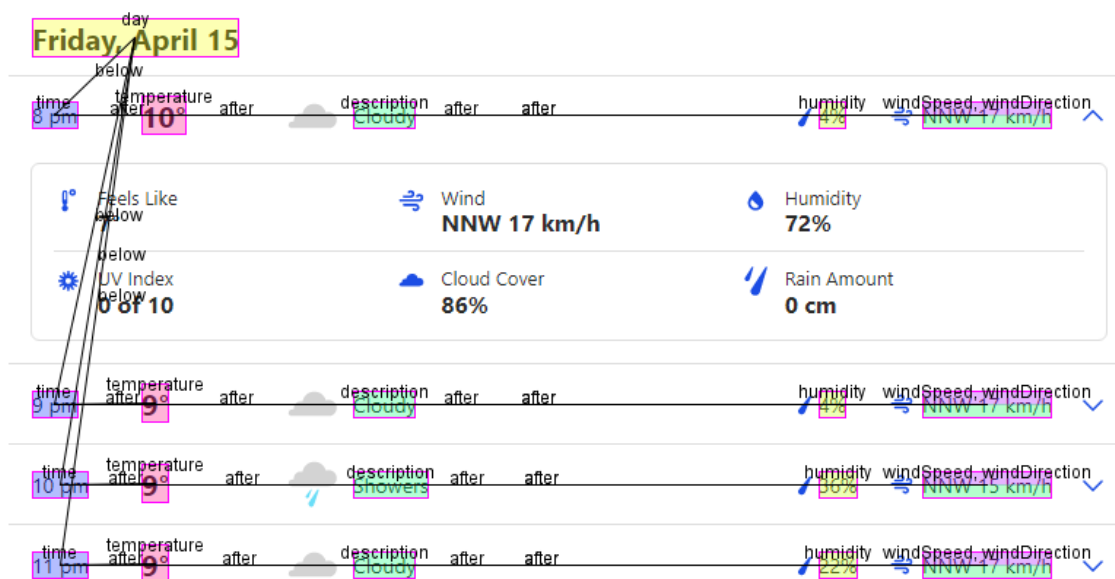 day
Friday, April 15
below
time after temperature after description after after humidity windSpeed, windDirection
8 pm 10° Cloudy 4% NNW 17 km/h
Feels Like Wind Humidity
below
NNW 17 km/h 72%
below
UV Index Cloud Cover Rain Amount
below
0 of 10 86% 0 cm
time after temperature after description after after humidity windSpeed, windDirection
9 pm 9° Cloudy 4% NNW 17 km/h
time after temperature after description after after humidity windSpeed, windDirection
10 pm 9° Showers 36% NNW 15 km/h
time after temperature after description after after humidity windSpeed, windDirection
11 pm 9° Cloudy 22% NNW 17 km/h